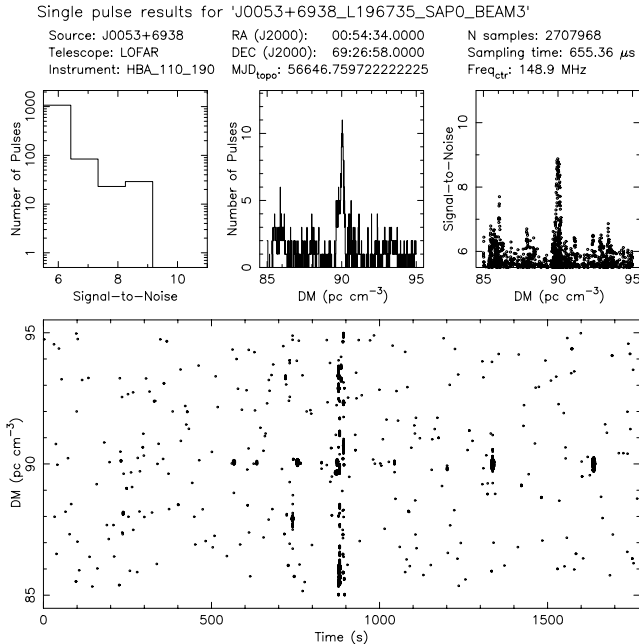 Single pulse results for 'J0053+6938_L196735_SAP0_BEAM3'
Source: J0053+6938 RA (J2000): 00:54:34.0000 N samples: 2707968
Telescope: LOFAR DEC (J2000): 69:26:58.0000 Sampling time: 655.36 μs
Instrument: HBA_110_190 MJDtopo: 56646.759722222225 Freqctr: 148.9 MHz
Number of Pulses
1 10 100 1000
6 8 10
Signal-to-Noise
Number of Pulses
0 5 10
85 90 95
DM (pc cm⁻³)
Signal-to-Noise
6 8 10
85 90 95
DM (pc cm⁻³)
DM (pc cm⁻³)
85 90 95
0 500 1000 1500
Time (s)